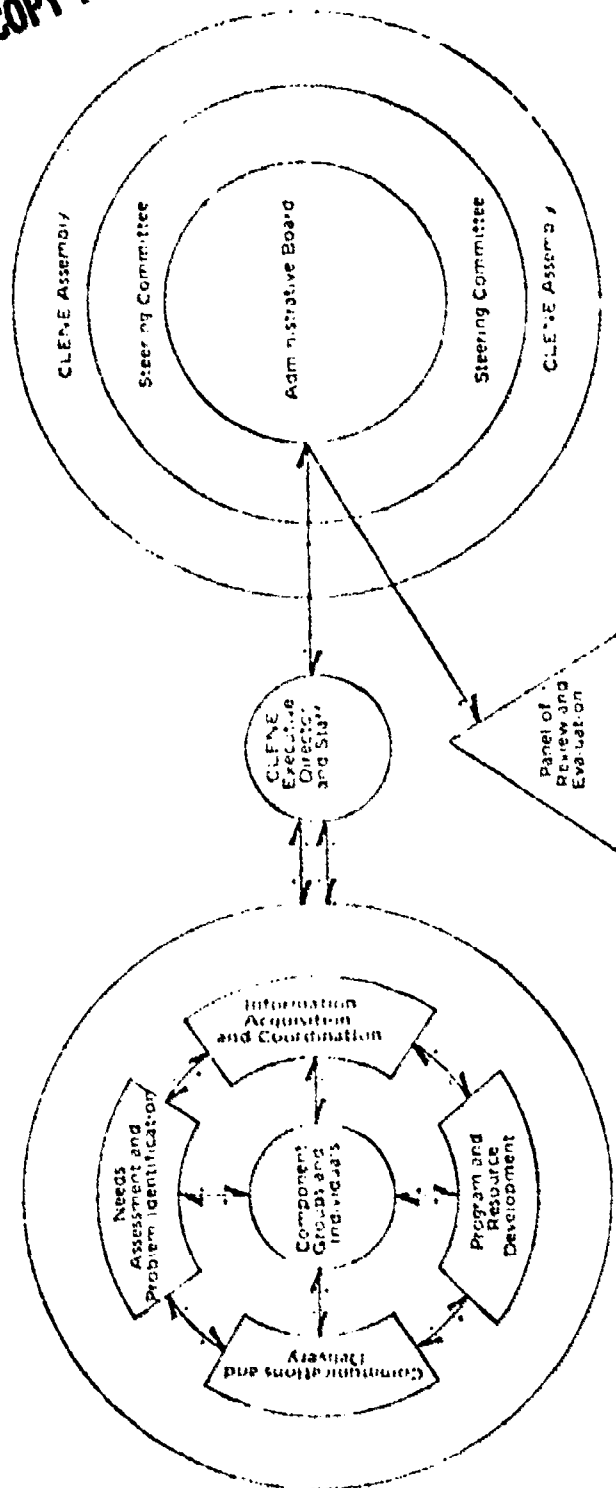 COPY
CLENE Assembly
Steering Committee
Administrative Board
Steering Committee
CLENE Assembly
CLENE
Executive
Director
and Staff
Panel of
Review and
Evaluation
Information
Acquisition
and Coordination
Needs
Assessment and
Problem Identification
Component
Groups and
Individuals
Program and
Resource
Development
Communications and
Delivery